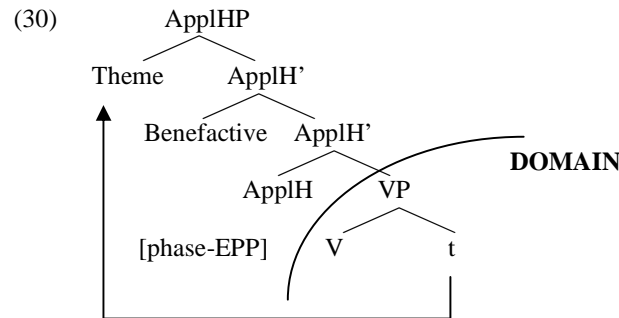 (30) ApplHP
Theme ApplH’
Benefactive ApplH’
DOMAIN
ApplH VP
[phase-EPP] V t